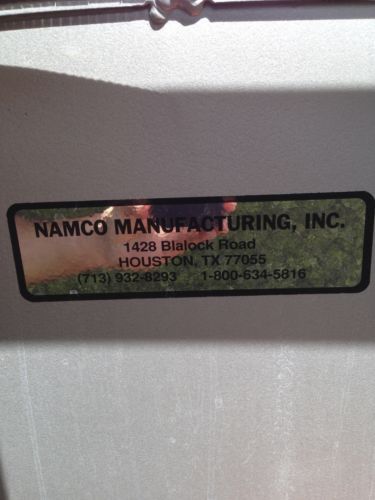 NAMCO MANUFACTURING, INC.
1428 Blalock Road
HOUSTON, TX 77055
(713) 932-8293 1-800-634-5816